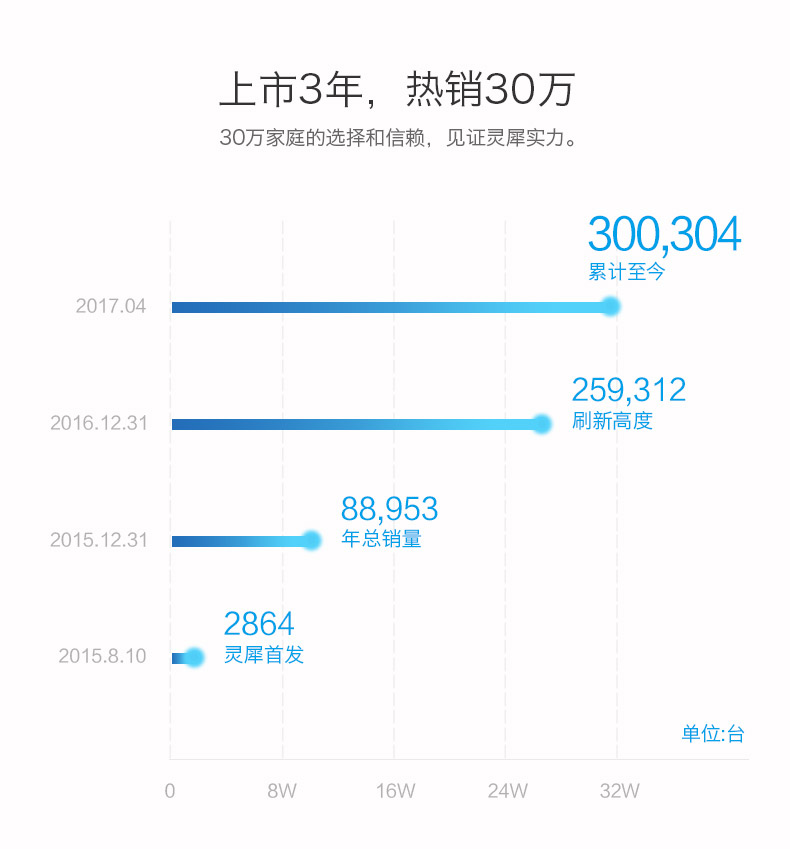 上市3年，热销30万
30万家庭的选择和信赖，见证灵犀实力。
300,304
累计至今
2017.04
259,312
刷新高度
2016.12.31
88,953
年总销量
2015.12.31
2864
灵犀首发
2015.8.10
单位:台
0 8W 16W 24W 32W